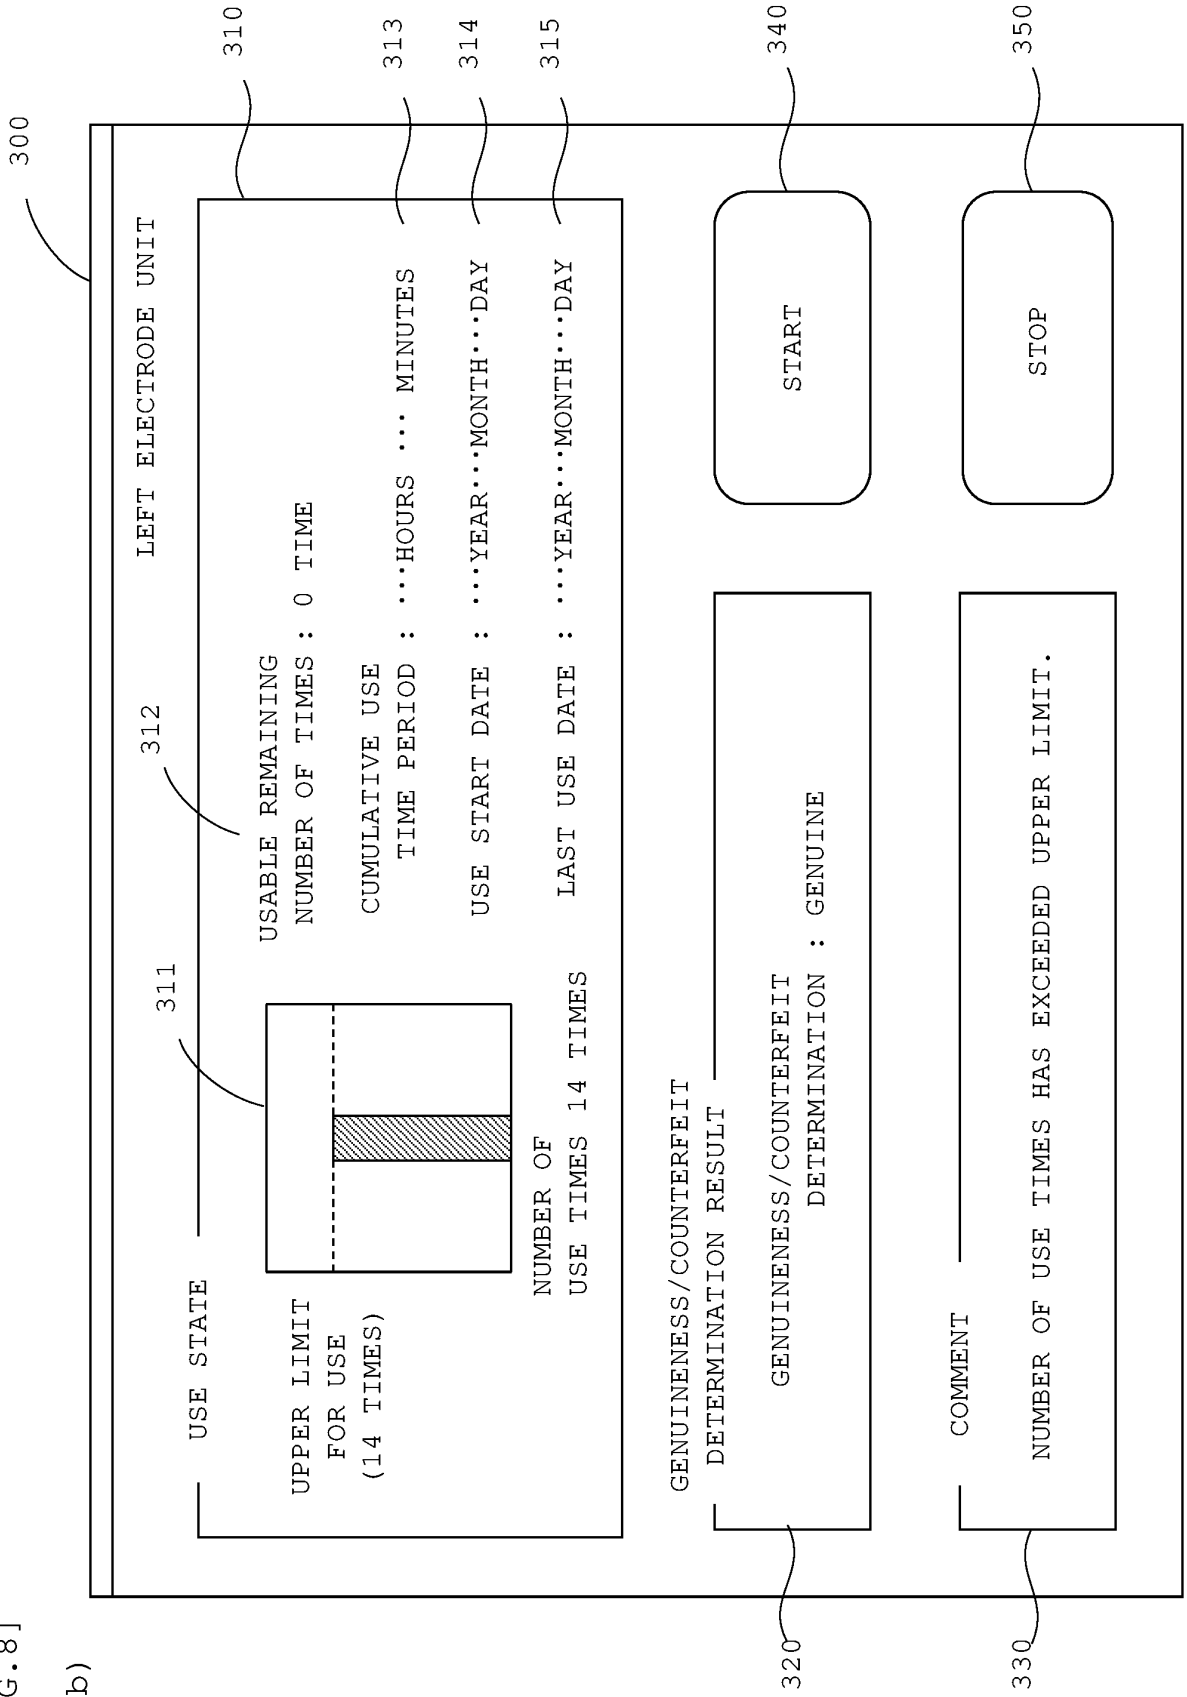 G.8]
b)
300
LEFT ELECTRODE UNIT
310
USE STATE
311
312
UPPER LIMIT
FOR USE
(14 TIMES)
NUMBER OF
USE TIMES 14 TIMES
USABLE REMAINING
NUMBER OF TIMES : 0 TIME
CUMULATIVE USE
TIME PERIOD : ···HOURS ··· MINUTES
313
USE START DATE : ···YEAR···MONTH···DAY
314
LAST USE DATE : ···YEAR···MONTH···DAY
315
GENUINENESS/COUNTERFEIT
DETERMINATION RESULT
GENUINENESS/COUNTERFEIT
DETERMINATION : GENUINE
320
START
340
COMMENT
NUMBER OF USE TIMES HAS EXCEEDED UPPER LIMIT.
330
STOP
350